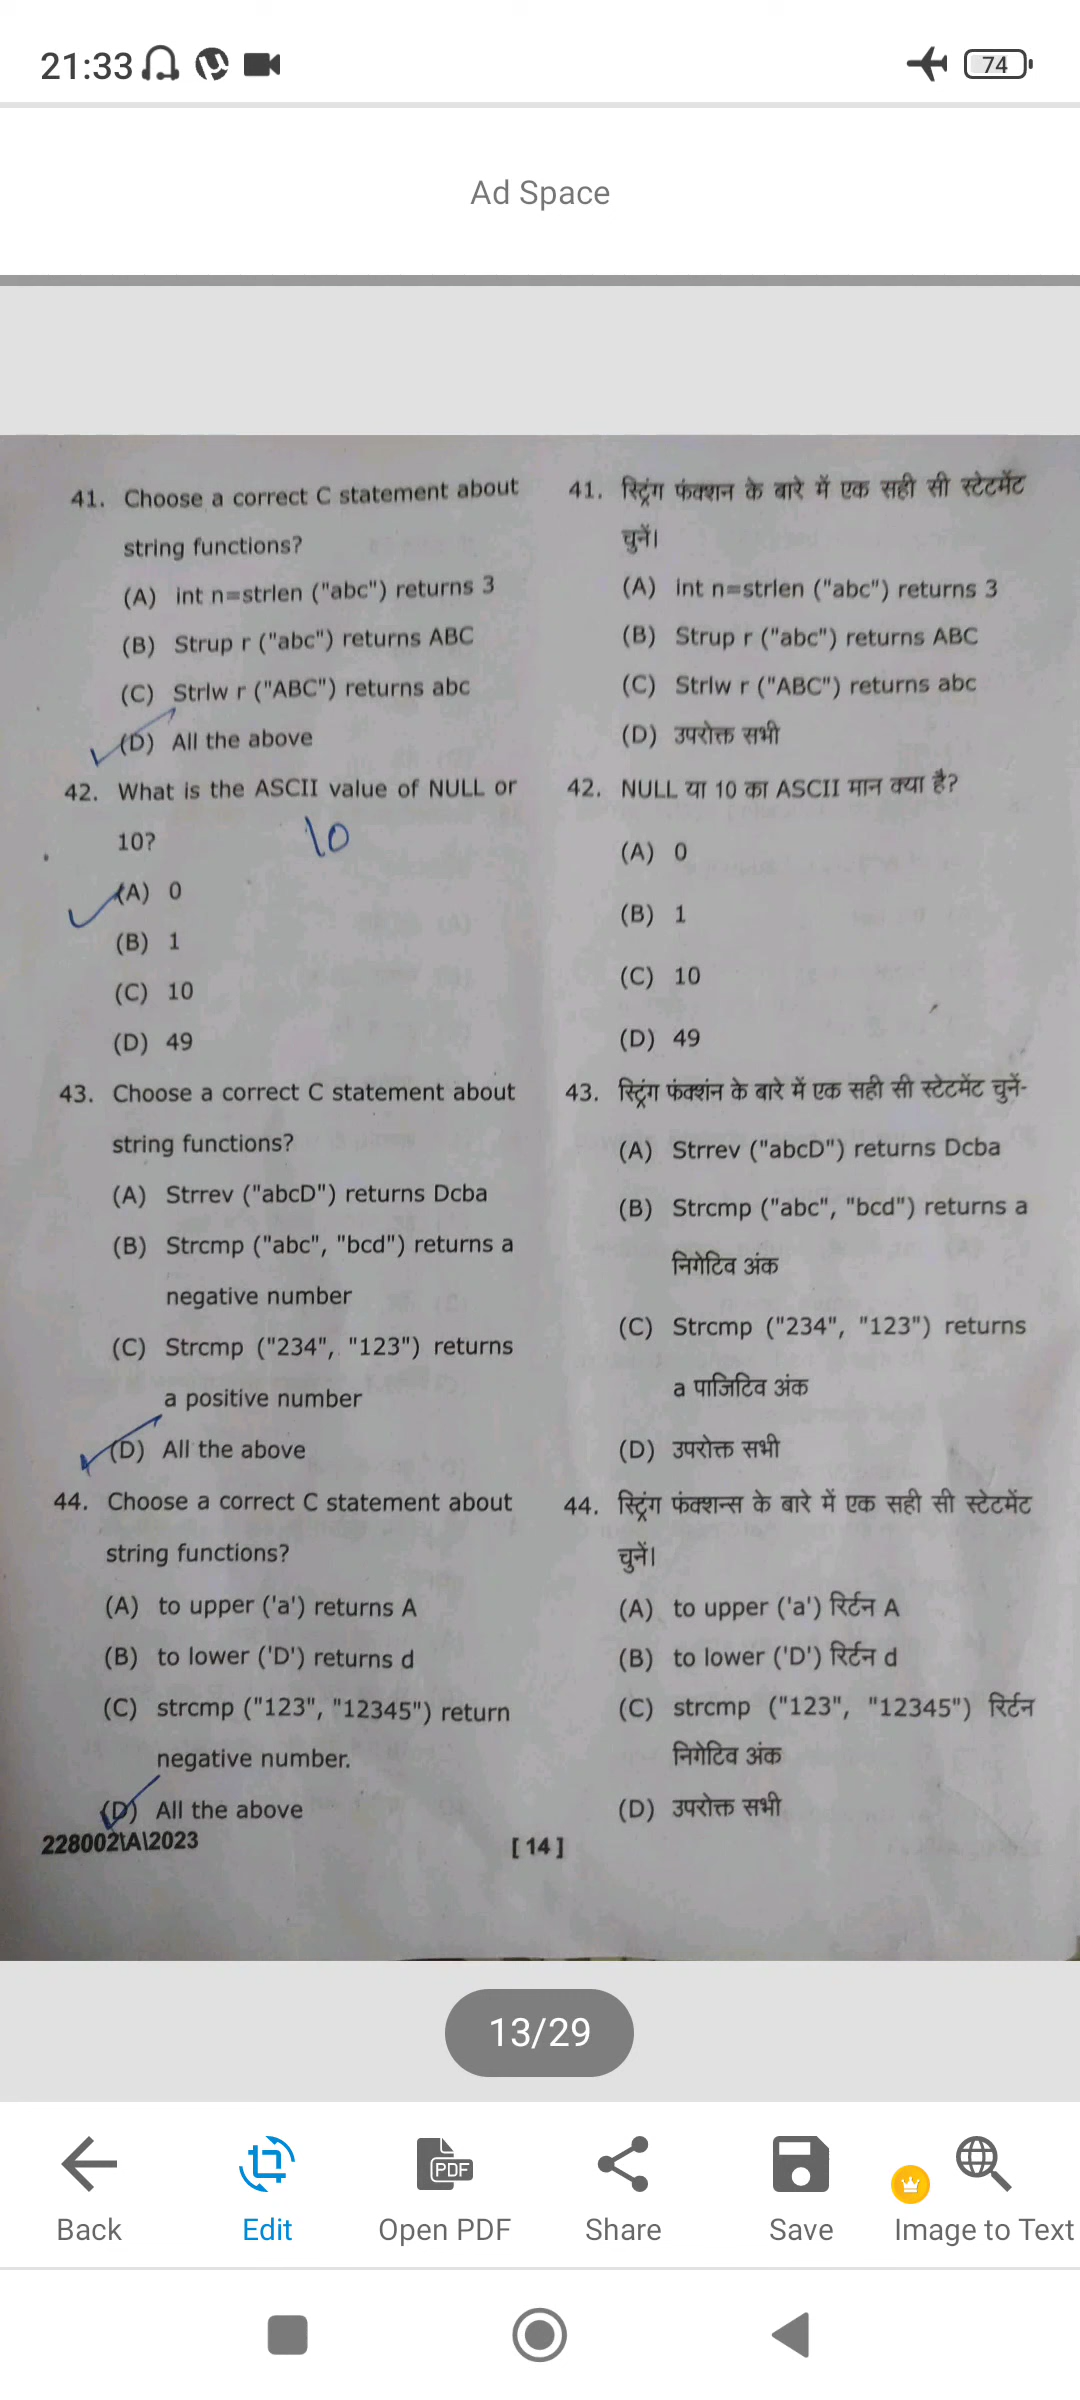 21:33
74
Ad Space
41. Choose a correct C statement about
string functions?
(A) int n=strlen ("abc") returns 3
(B) Strup r ("abc") returns ABC
(C) Strlw r ("ABC") returns abc
(D) All the above
42. What is the ASCII value of NULL or
10?
10
(A) 0
(B) 1
(C) 10
(D) 49
43. Choose a correct C statement about
string functions?
(A) Strrev ("abcD") returns Dcba
(B) Strcmp ("abc", "bcd") returns a
negative number
(C) Strcmp ("234", "123") returns
a positive number
(D) All the above
44. Choose a correct C statement about
string functions?
(A) to upper ('a') returns A
(B) to lower ('D') returns d
(C) strcmp ("123", "12345") return
negative number.
(D) All the above
41. स्ट्रिंग फंक्शन के बारे में एक सही सी स्टेटमेंट
चुनें।
(A) int n=strlen ("abc") returns 3
(B) Strup r ("abc") returns ABC
(C) Strlw r ("ABC") returns abc
(D) उपरोक्त सभी
42. NULL या 10 का ASCII मान क्या है?
(A) 0
(B) 1
(C) 10
(D) 49
43. स्ट्रिंग फंक्शंन के बारे में एक सही सी स्टेटमेंट चुनें-
(A) Strrev ("abcD") returns Dcba
(B) Strcmp ("abc", "bcd") returns a
निगेटिव अंक
(C) Strcmp ("234", "123") returns
a पाजिटिव अंक
(D) उपरोक्त सभी
44. स्ट्रिंग फंक्शन्स के बारे में एक सही सी स्टेटमेंट
चुनें।
(A) to upper ('a') रिर्टन A
(B) to lower ('D') रिर्टन d
(C) strcmp ("123", "12345") रिर्टन
निगेटिव अंक
(D) उपरोक्त सभी
228002\A\2023
[ 14 ]
13/29
Back
Edit
PDF
Open PDF
Share
Save
Image to Text